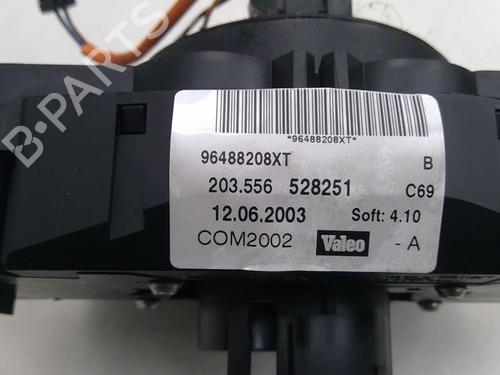 *96488208XT*
96488208XT B
203.556 528251 C69
12.06.2003 Soft: 4.10
COM2002 Valeo - A
B-PARTS